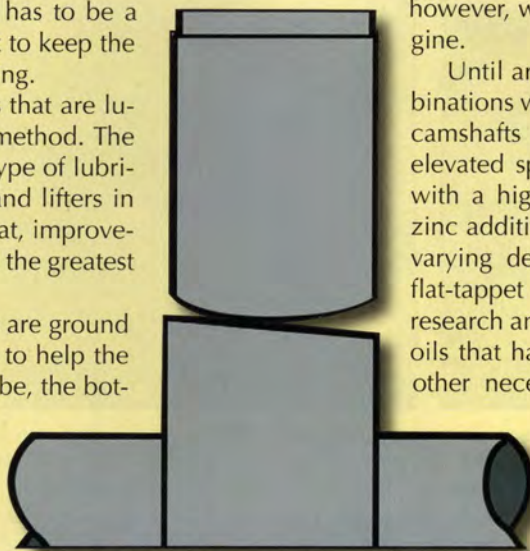 has to be a
t to keep the
ing.
s that are lu-
method. The
ype of lubri-
and lifters in
at, improve-
the greatest
are ground
to help the
be, the bot-
however, w
gine.
Until ar
binations v
camshafts
elevated sp
with a hig
zinc additi
varying de
flat-tappet
research ar
oils that ha
other nece